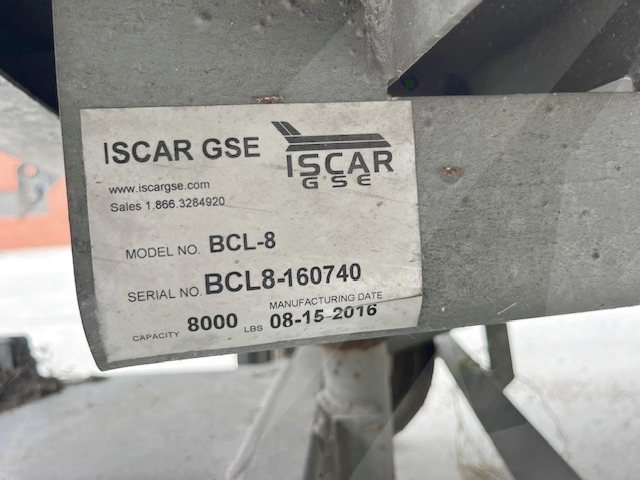 ISCAR GSE
ISCAR
GSE
www.iscargse.com
Sales 1.866.3284920
MODEL NO. BCL-8
SERIAL NO. BCL8-160740
MANUFACTURING DATE
CAPACITY 8000 LBS 08-15-2016